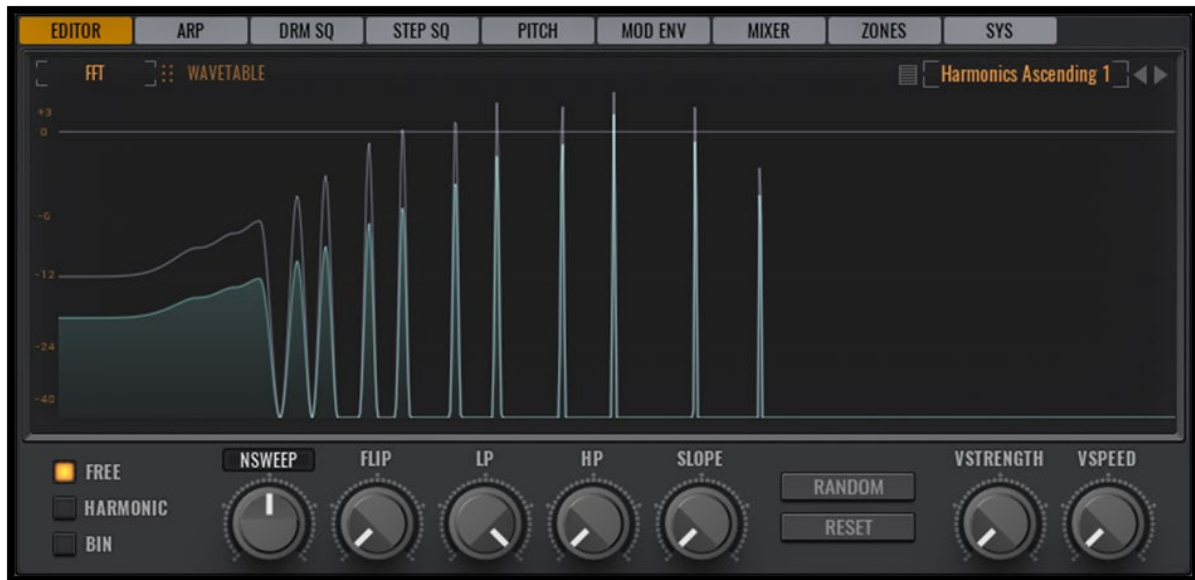 EDITOR ARP DRM SQ STEP SQ PITCH MOD ENV MIXER ZONES SYS
FFT WAVETABLE Harmonics Ascending 1
+3
0
-6
-12
-24
-40
NSWEEP FLIP LP HP SLOPE VSTRENGTH VSPEED
FREE
RANDOM
HARMONIC
RESET
BIN